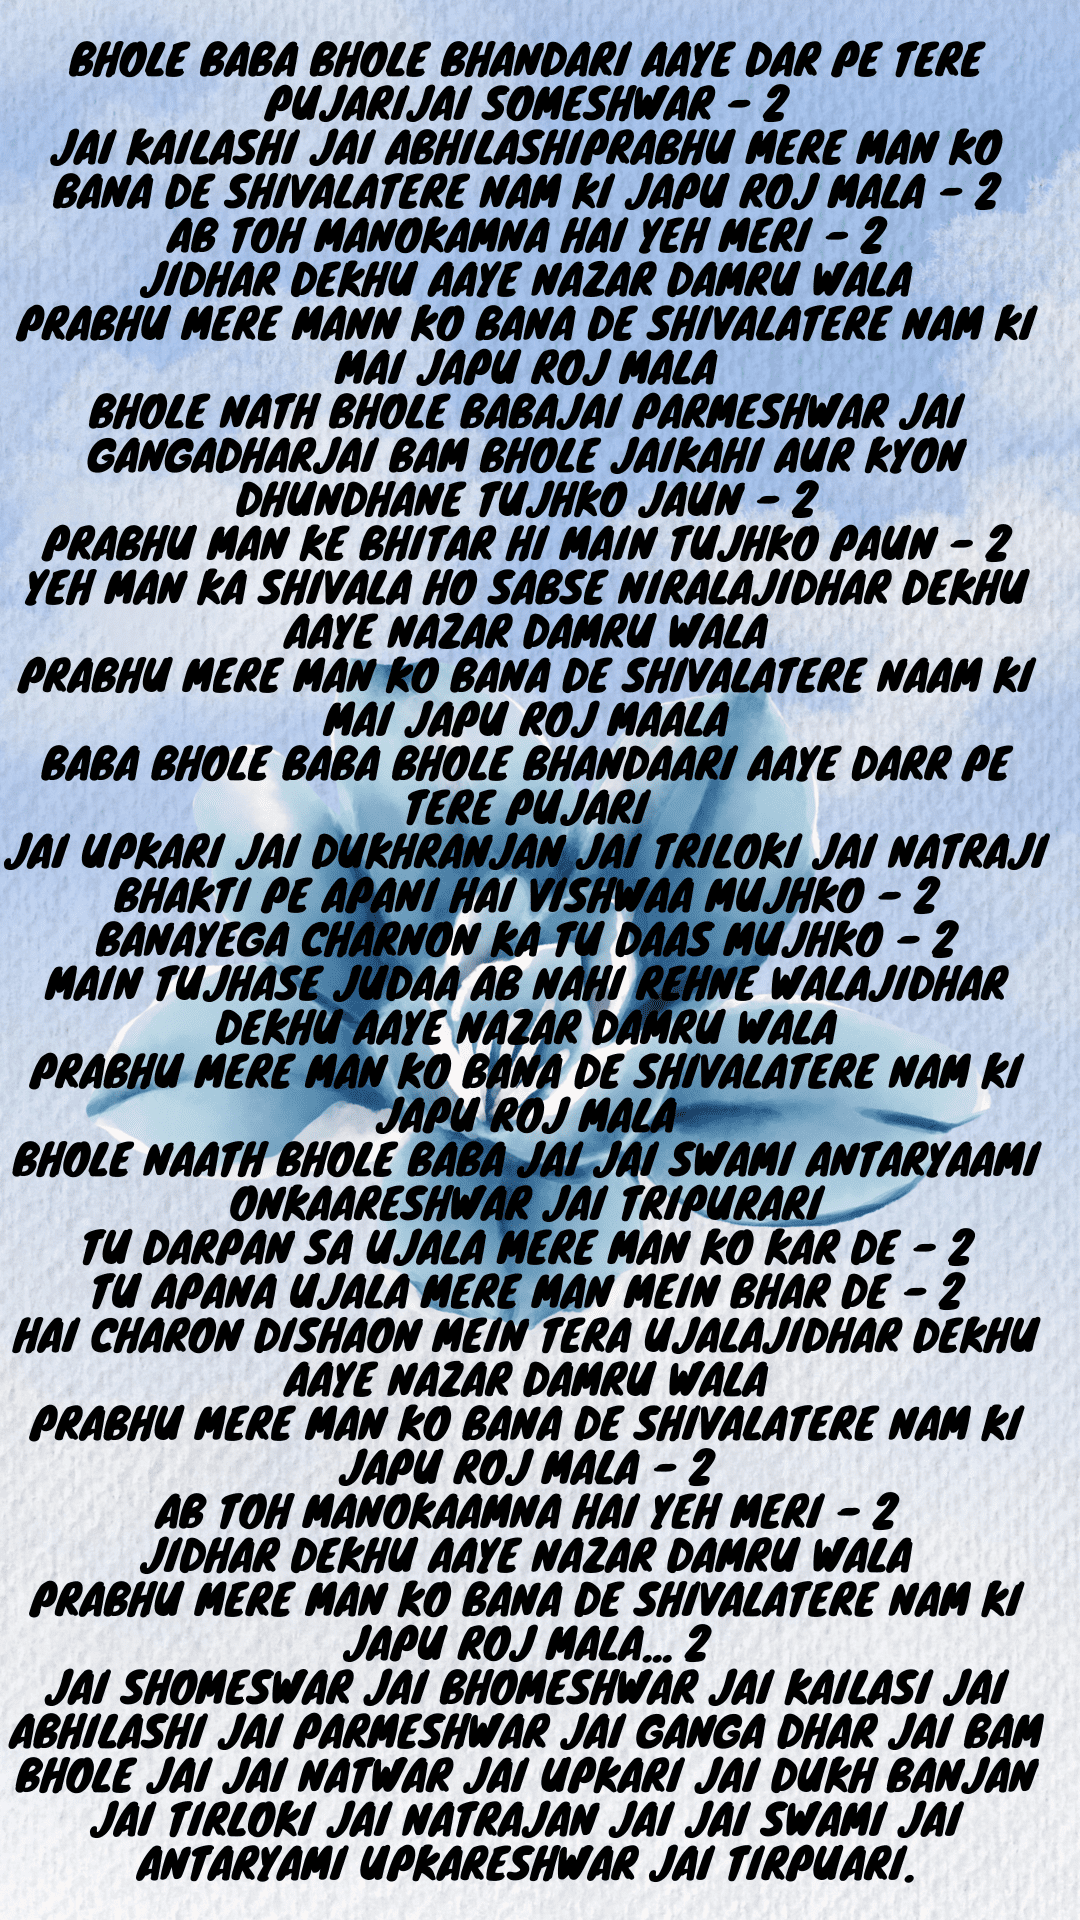 BHOLE BABA BHOLE BHANDARI AAYE DAR PE TERE
PUJARIJAI SOMESHWAR - 2
JAI KAILASHI JAI ABHILASHIPRABHU MERE MAN KO
BANA DE SHIVALATERE NAM KI JAPU ROJ MALA - 2
AB TOH MANOKAMNA HAI YEH MERI - 2
JIDHAR DEKHU AAYE NAZAR DAMRU WALA
PRABHU MERE MANN KO BANA DE SHIVALATERE NAM KI
MAI JAPU ROJ MALA
BHOLE NATH BHOLE BABAJAI PARMESHWAR JAI
GANGADHARJAI BAM BHOLE JAIKAHI AUR KYON
DHUNDHANE TUJHKO JAUN - 2
PRABHU MAN KE BHITAR HI MAIN TUJHKO PAUN - 2
YEH MAN KA SHIVALA HO SABSE NIRALAJIDHAR DEKHU
AAYE NAZAR DAMRU WALA
PRABHU MERE MAN KO BANA DE SHIVALATERE NAAM KI
MAI JAPU ROJ MAALA
BABA BHOLE BABA BHOLE BHANDAARI AAYE DARR PE
TERE PUJARI
JAI UPKARI JAI DUKHRANJAN JAI TRILOKI JAI NATRAJI
BHAKTI PE APANI HAI VISHWAA MUJHKO - 2
BANAYEGA CHARNON KA TU DAAS MUJHKO - 2
MAIN TUJHASE JUDAA AB NAHI REHNE WALAJIDHAR
DEKHU AAYE NAZAR DAMRU WALA
PRABHU MERE MAN KO BANA DE SHIVALATERE NAM KI
JAPU ROJ MALA
BHOLE NAATH BHOLE BABA JAI JAI SWAMI ANTARYAAMI
ONKAARESHWAR JAI TRIPURARI
TU DARPAN SA UJALA MERE MAN KO KAR DE - 2
TU APANA UJALA MERE MAN MEIN BHAR DE - 2
HAI CHARON DISHAON MEIN TERA UJALAJIDHAR DEKHU
AAYE NAZAR DAMRU WALA
PRABHU MERE MAN KO BANA DE SHIVALATERE NAM KI
JAPU ROJ MALA - 2
AB TOH MANOKAAMNA HAI YEH MERI - 2
JIDHAR DEKHU AAYE NAZAR DAMRU WALA
PRABHU MERE MAN KO BANA DE SHIVALATERE NAM KI
JAPU ROJ MALA... 2
JAI SHOMESWAR JAI BHOMESHWAR JAI KAILASI JAI
ABHILASHI JAI PARMESHWAR JAI GANGA DHAR JAI BAM
BHOLE JAI JAI NATWAR JAI UPKARI JAI DUKH BANJAN
JAI TIRLOKI JAI NATRAJAN JAI JAI SWAMI JAI
ANTARYAMI UPKARESHWAR JAI TIRPUARI.